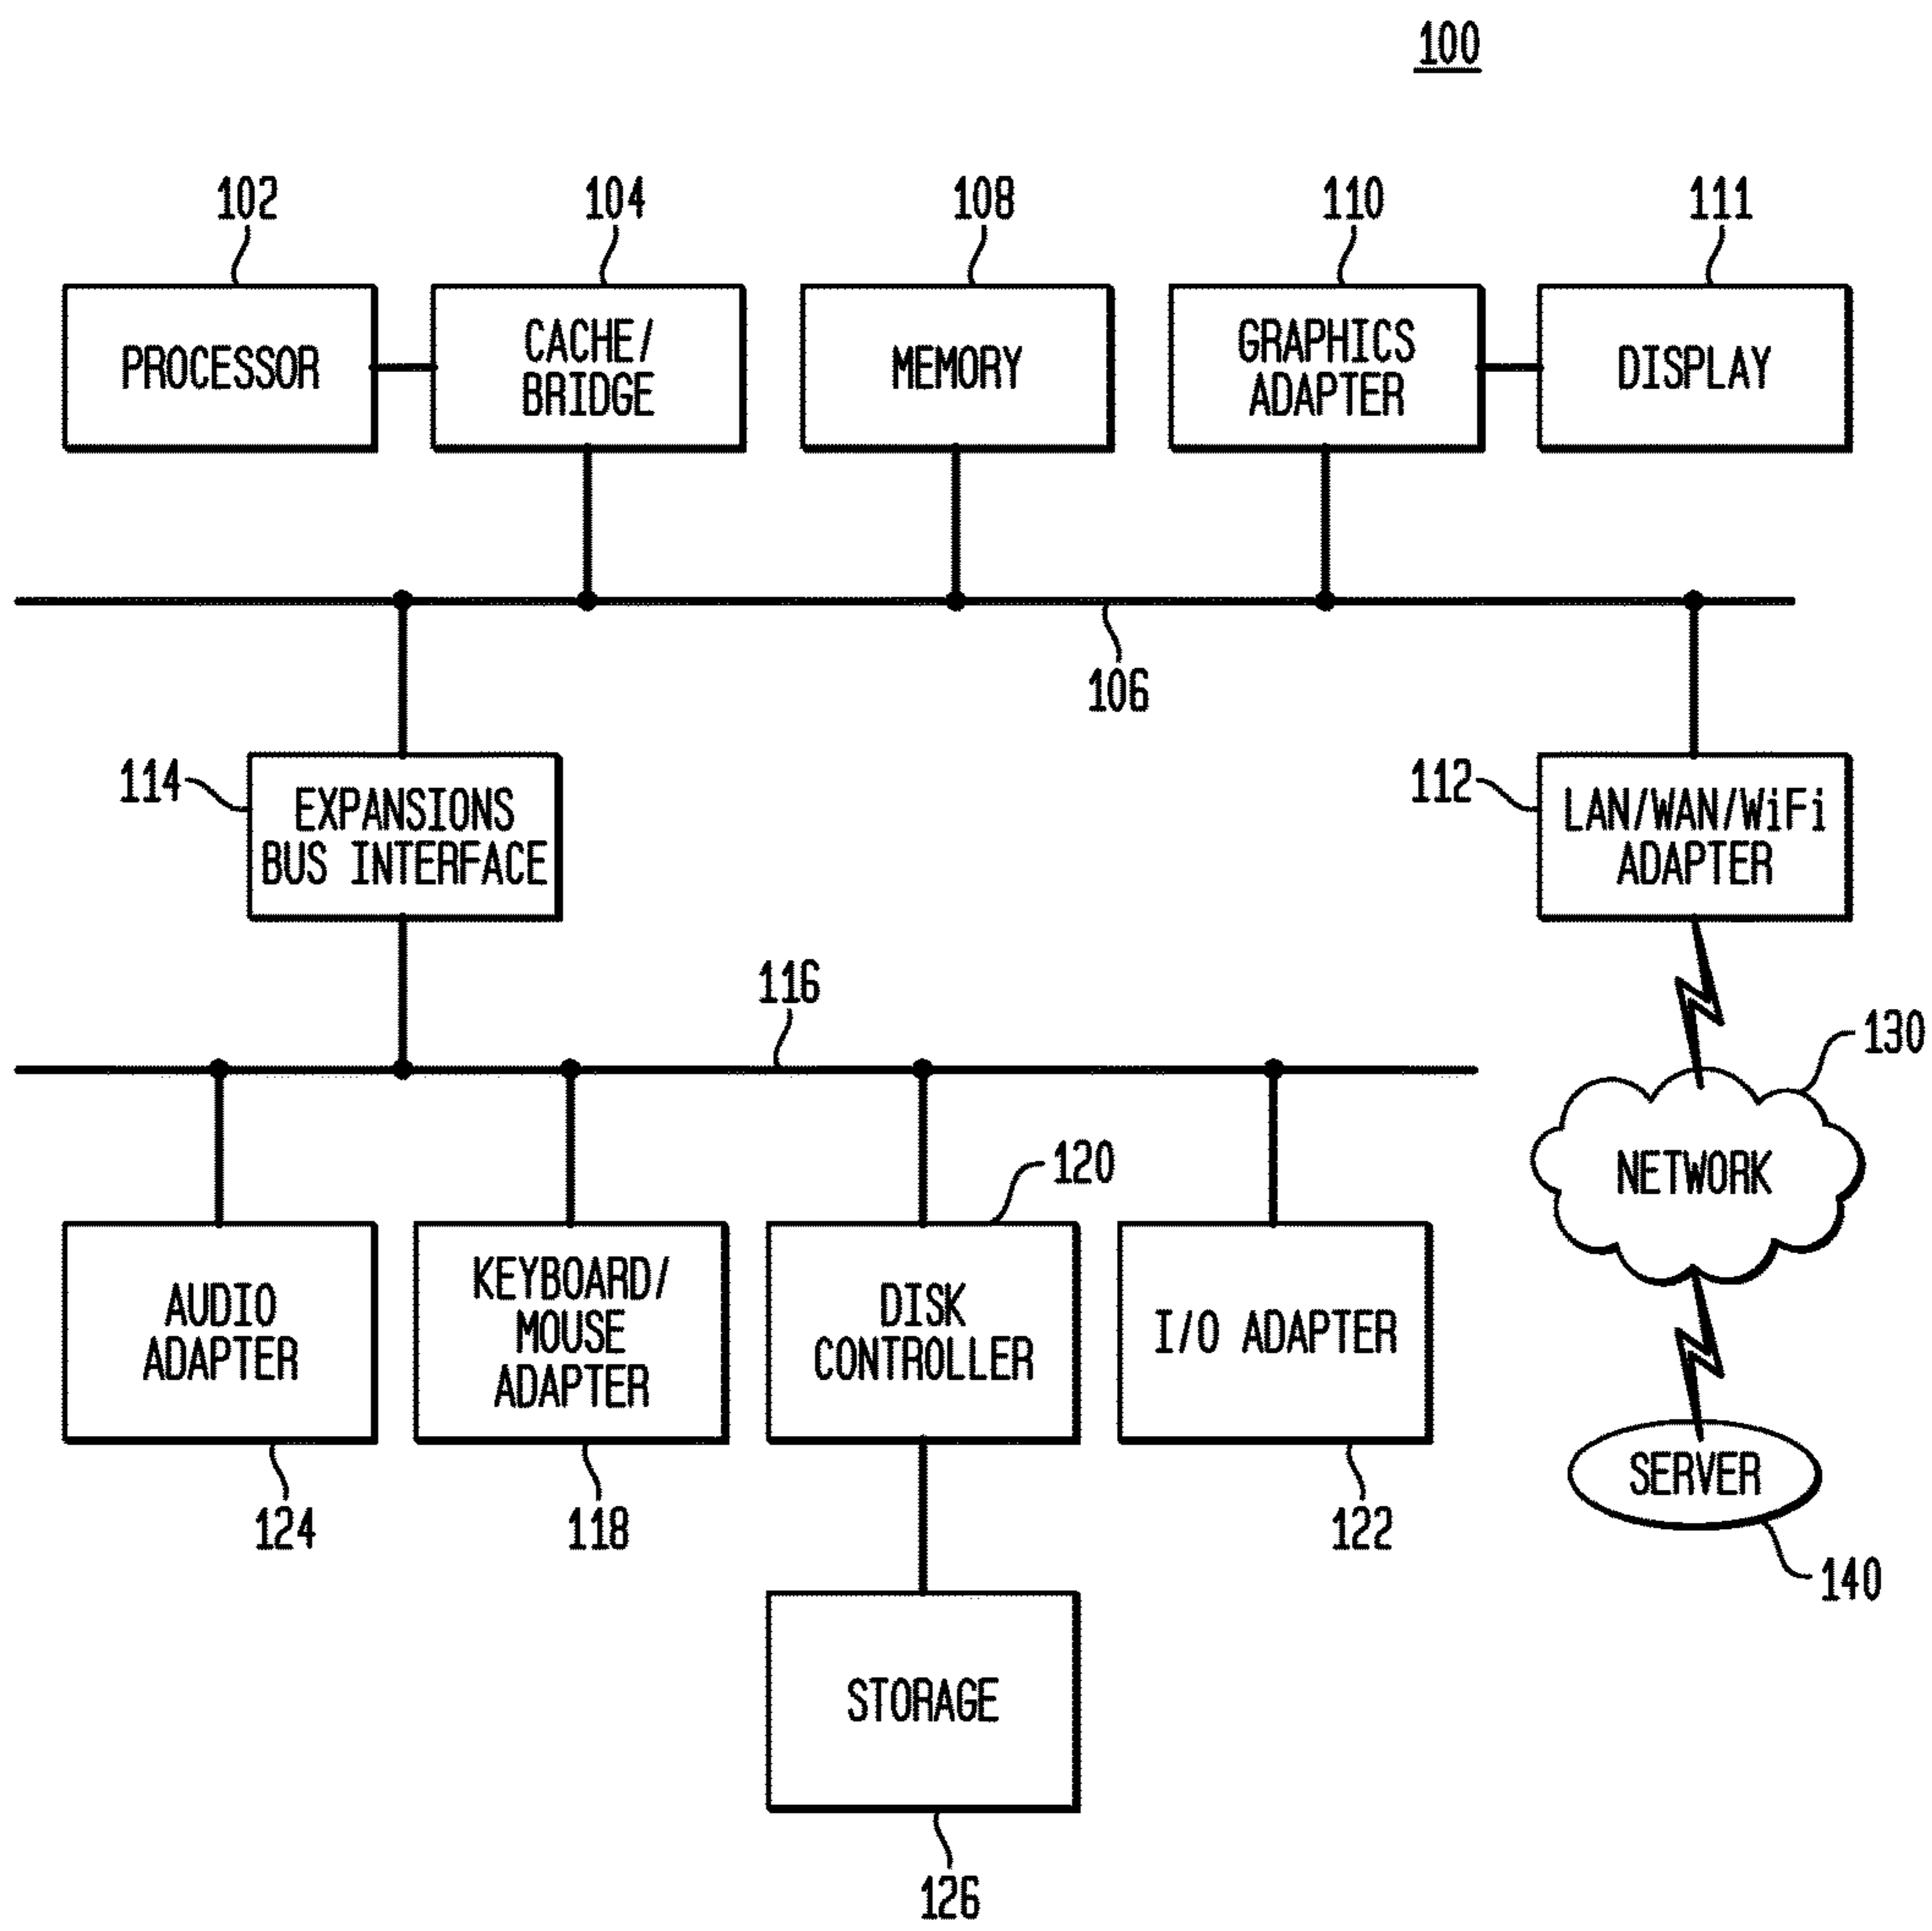 100
102
104
108
110
111
PROCESSOR
CACHE/
BRIDGE
MEMORY
GRAPHICS
ADAPTER
DISPLAY
106
114
EXPANSIONS
BUS INTERFACE
112
LAN/WAN/WiFi
ADAPTER
116
130
NETWORK
120
AUDIO
ADAPTER
KEYBOARD/
MOUSE
ADAPTER
DISK
CONTROLLER
I/O ADAPTER
SERVER
124
118
122
140
STORAGE
126